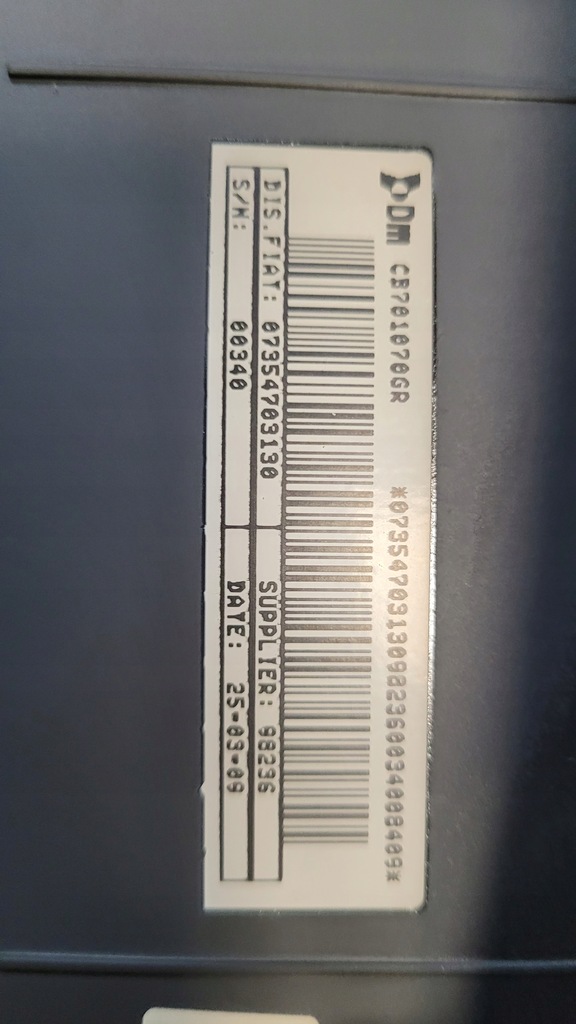 Dm CB701070GR *07354703130982360034008409*
DIS.FIAT: 07354703130 SUPPLIER: 98236
S/N: 00340 DATE: 25-03-09